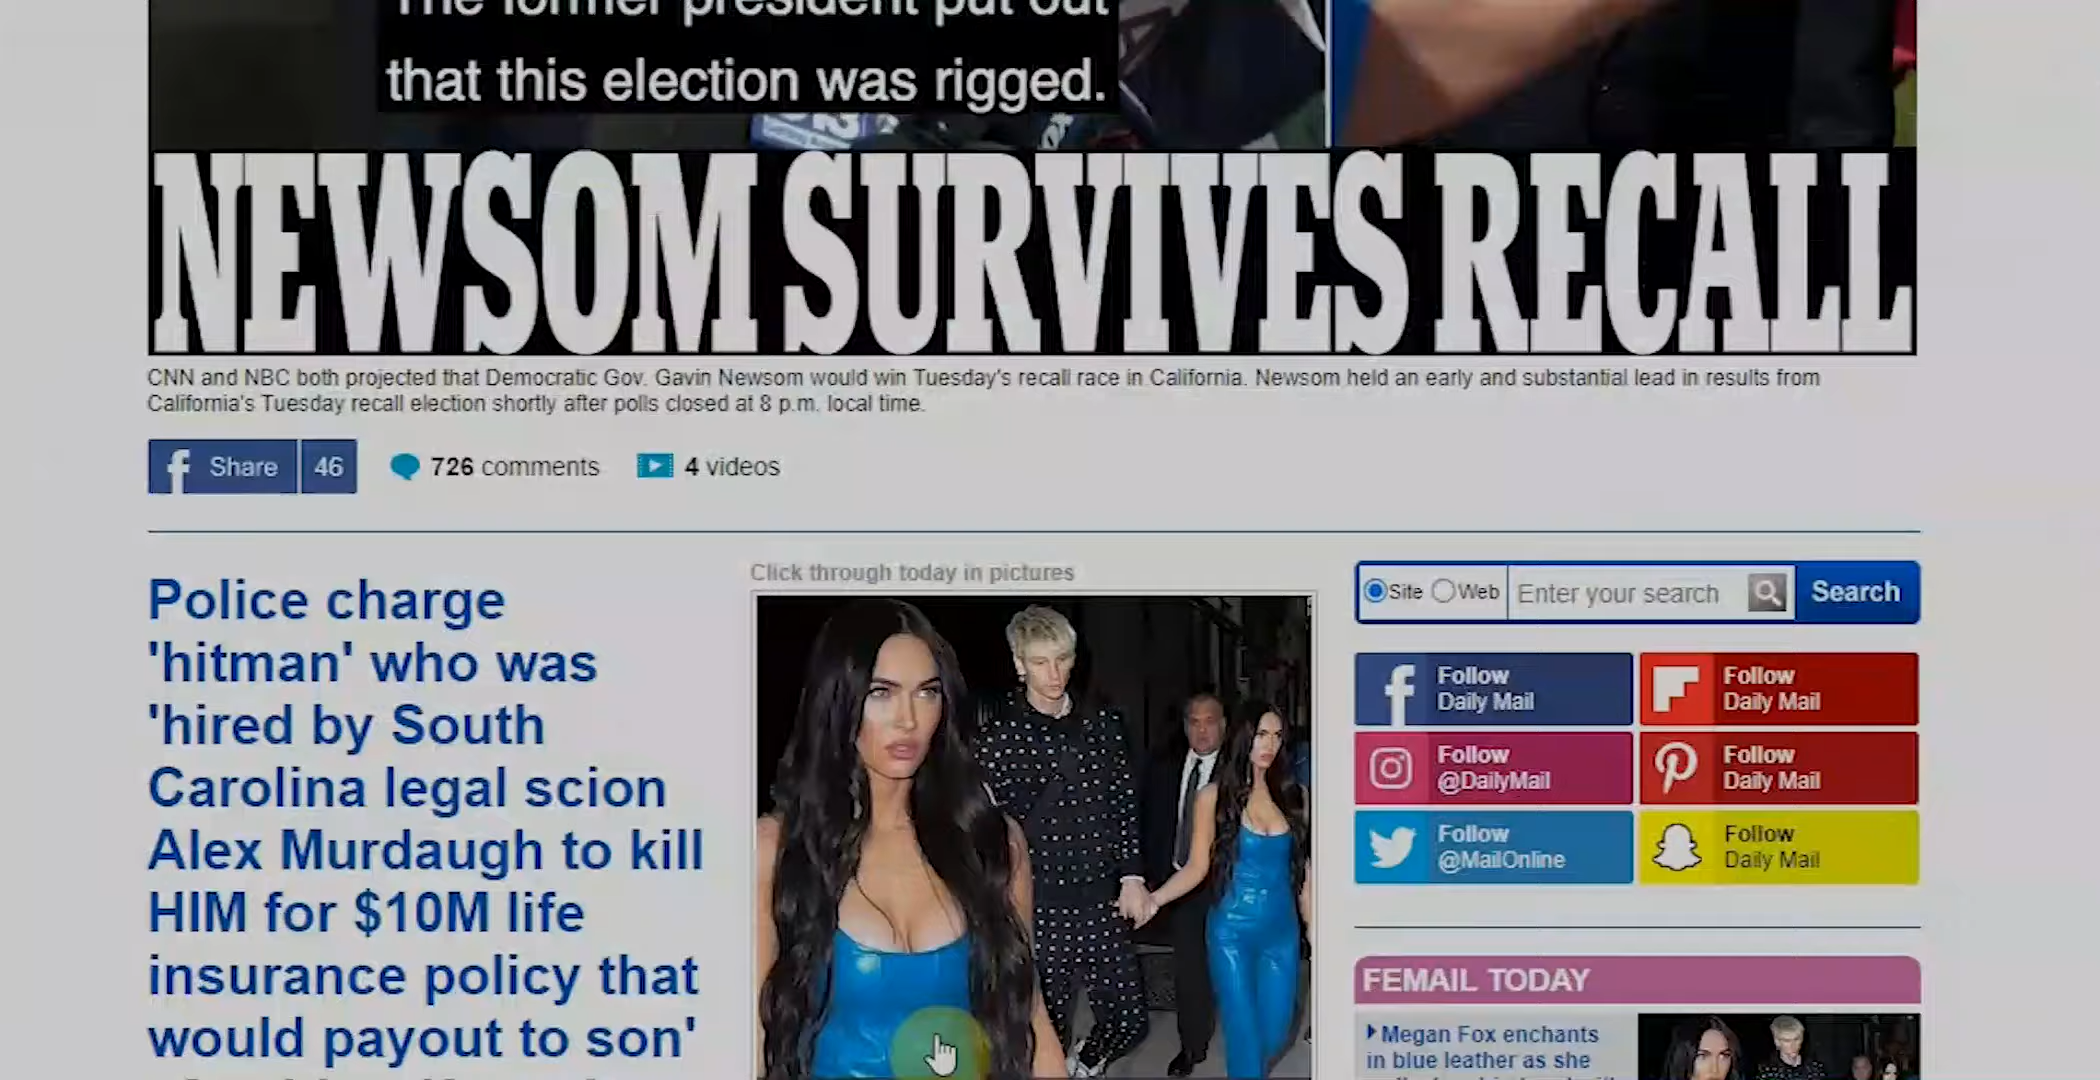 The former president put out
that this election was rigged.
NEWSOM SURVIVES RECALL
CNN and NBC both projected that Democratic Gov. Gavin Newsom would win Tuesday's recall race in California. Newsom held an early and substantial lead in results from
California's Tuesday recall election shortly after polls closed at 8 p.m. local time.
f Share 46 726 comments 4 videos
Police charge
'hitman' who was
'hired by South
Carolina legal scion
Alex Murdaugh to kill
HIM for $10M life
insurance policy that
would payout to son'
Click through today in pictures
Site Web Enter your search Search
Follow
Daily Mail
Follow
Daily Mail
Follow
@DailyMail
Follow
Daily Mail
Follow
@MailOnline
Follow
Daily Mail
FEMAIL TODAY
Megan Fox enchants
in blue leather as she